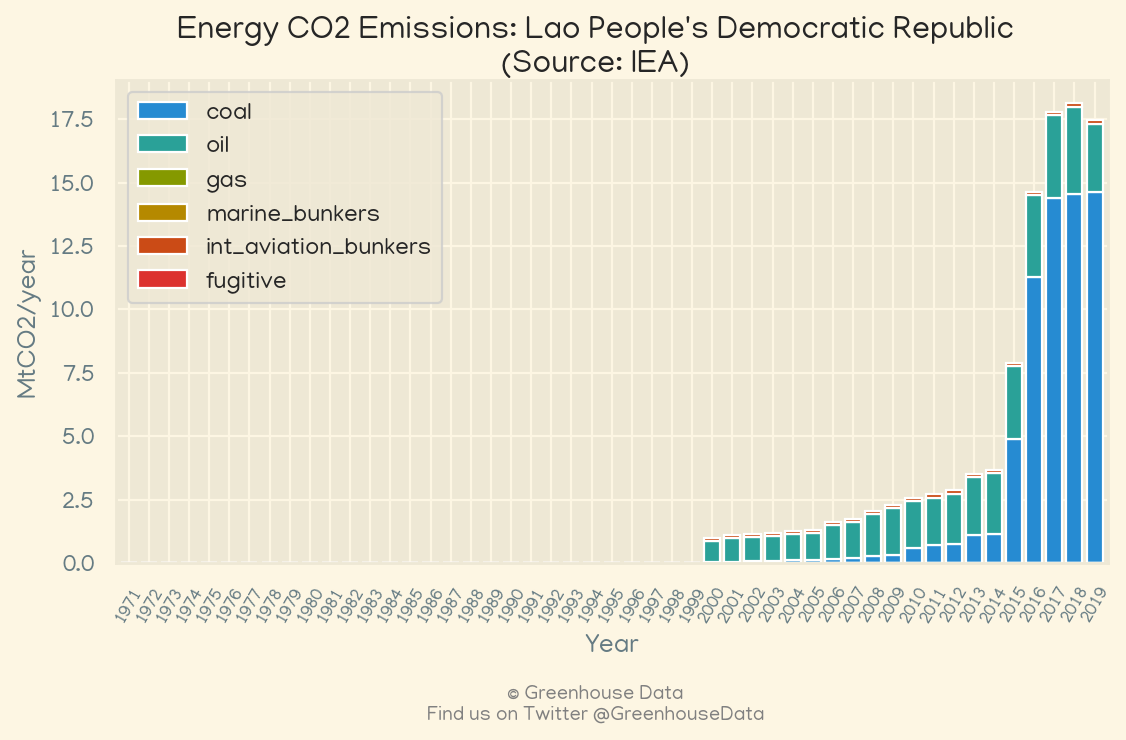 Energy CO2 Emissions: Lao People's Democratic Republic
(Source: IEA)
coal
oil
gas
marine_bunkers
int_aviation_bunkers
fugitive
MtCO2/year
17.5
15.0
12.5
10.0
7.5
5.0
2.5
0.0
1971 1972 1973 1974 1975 1976 1977 1978 1979 1980 1981 1982 1983 1984 1985 1986 1987 1988 1989 1990 1991 1992 1993 1994 1995 1996 1997 1998 1999 2000 2001 2002 2003 2004 2005 2006 2007 2008 2009 2010 2011 2012 2013 2014 2015 2016 2017 2018 2019
Year
© Greenhouse Data
Find us on Twitter @GreenhouseData